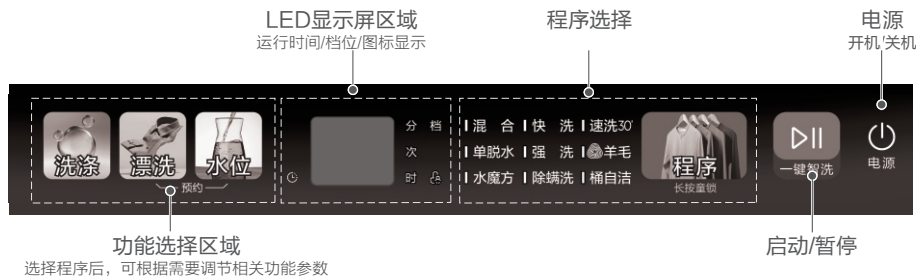 LED显示屏区域
运行时间/档位/图标显示
程序选择
电源
开机/关机
洗涤
漂洗
水位
预约
分 档
次
时
混 合 快 洗 速洗30'
单脱水 强 洗 羊毛
水魔方 除螨洗 桶自洁
程序
长按童锁
一键智洗
电源
功能选择区域
选择程序后，可根据需要调节相关功能参数
启动/暂停